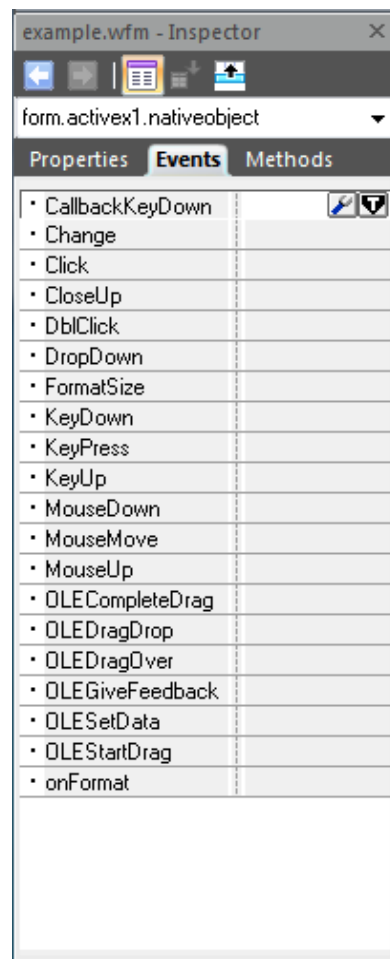 example.wfm - Inspector
form.activex1.nativeobject
Properties Events Methods
CallbackKeyDown
Change
Click
CloseUp
DblClick
DropDown
FormatSize
KeyDown
KeyPress
KeyUp
MouseDown
MouseMove
MouseUp
OLECompleteDrag
OLEDragDrop
OLEDragOver
OLEGiveFeedback
OLESetData
OLEStartDrag
onFormat